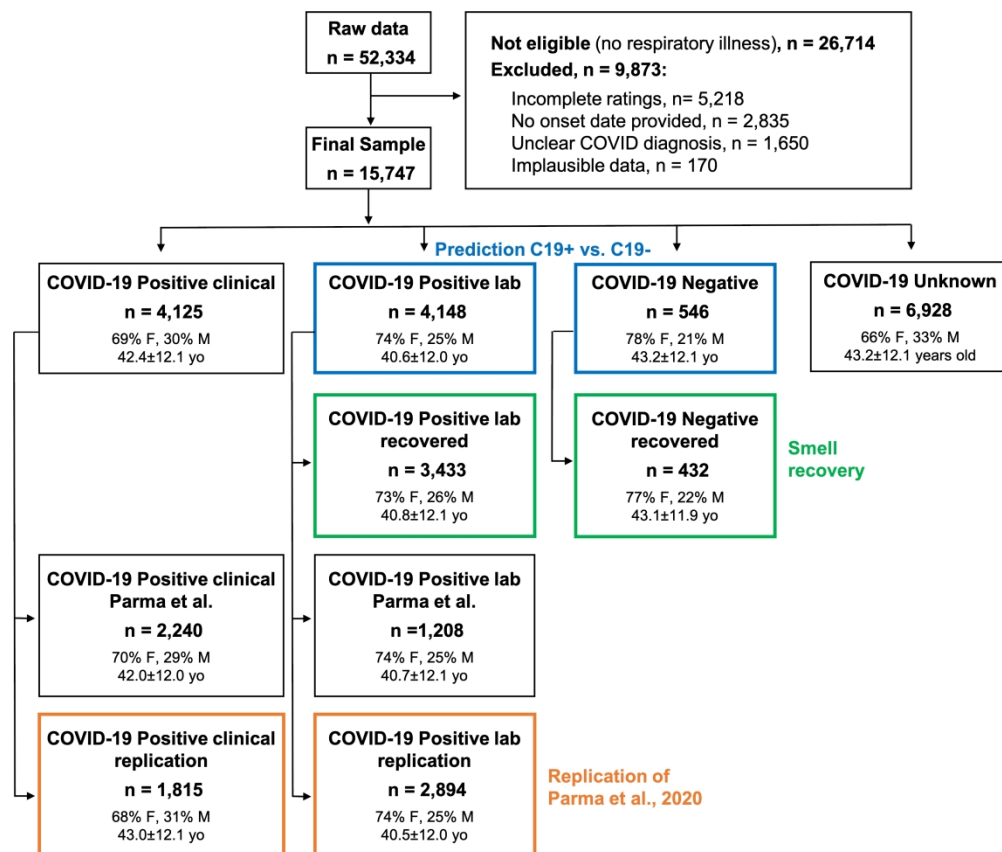 Raw data
n = 52,334
Not eligible (no respiratory illness), n = 26,714
Excluded, n = 9,873:
Incomplete ratings, n= 5,218
No onset date provided, n = 2,835
Unclear COVID diagnosis, n = 1,650
Implausible data, n = 170
Final Sample
n = 15,747
Prediction C19+ vs. C19-
COVID-19 Positive clinical
n = 4,125
69% F, 30% M
42.4±12.1 yo
COVID-19 Positive lab
n = 4,148
74% F, 25% M
40.6±12.0 yo
COVID-19 Negative
n = 546
78% F, 21% M
43.2±12.1 yo
COVID-19 Unknown
n = 6,928
66% F, 33% M
43.2±12.1 years old
COVID-19 Positive lab
recovered
n = 3,433
73% F, 26% M
40.8±12.1 yo
COVID-19 Negative
recovered
n = 432
77% F, 22% M
43.1±11.9 yo
Smell
recovery
COVID-19 Positive clinical
Parma et al.
n = 2,240
70% F, 29% M
42.0±12.0 yo
COVID-19 Positive lab
Parma et al.
n =1,208
74% F, 25% M
40.7±12.1 yo
COVID-19 Positive clinical
replication
n = 1,815
68% F, 31% M
43.0±12.1 yo
COVID-19 Positive lab
replication
n = 2,894
74% F, 25% M
40.5±12.0 yo
Replication of
Parma et al., 2020